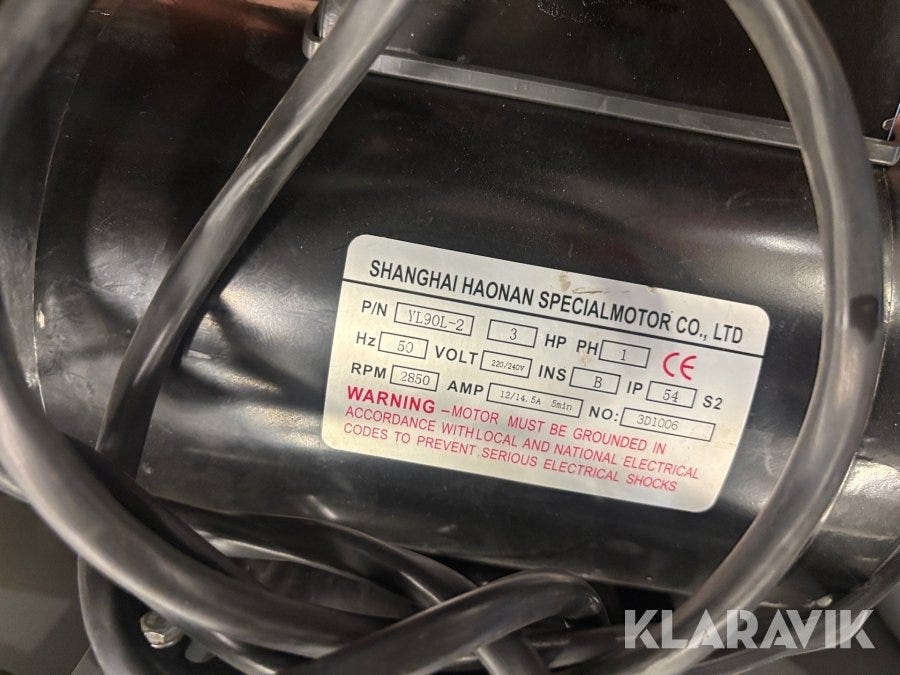 SHANGHAI HAONAN SPECIALMOTOR CO., LTD
P/N YL90L-2 3 HP PH 1 CE
Hz 50 VOLT 220/240V INS B IP 54 S2
RPM 2850 AMP 12/14.5A 5min NO: 3D1006
WARNING –MOTOR MUST BE GROUNDED IN
ACCORDANCE WITH LOCAL AND NATIONAL ELECTRICAL
CODES TO PREVENT SERIOUS ELECTRICAL SHOCKS
KLARAVIK